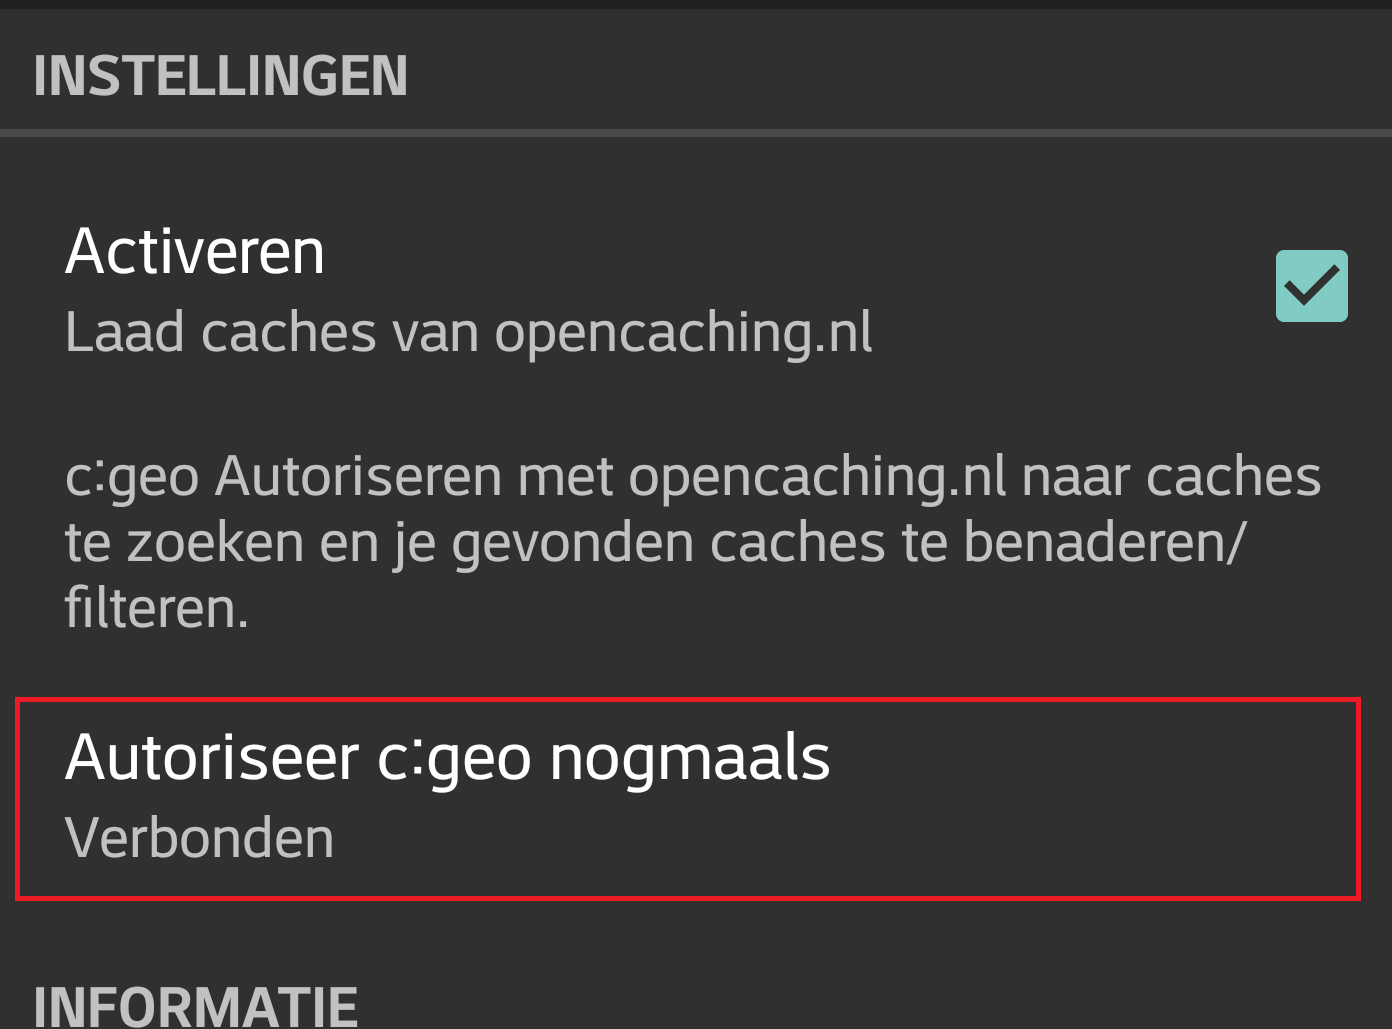 INSTELLINGEN
Activeren
Laad caches van opencaching.nl
c:geo Autoriseren met opencaching.nl naar caches
te zoeken en je gevonden caches te benaderen/
filteren.
Autoriseer c:geo nogmaals
Verbonden
INFORMATIE